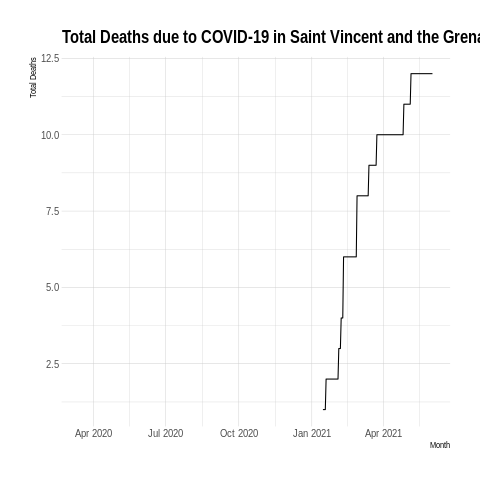 Total Deaths due to COVID-19 in Saint Vincent and the Grena
Total Deaths
12.5
10.0
7.5
5.0
2.5
Apr 2020 Jul 2020 Oct 2020 Jan 2021 Apr 2021
Month